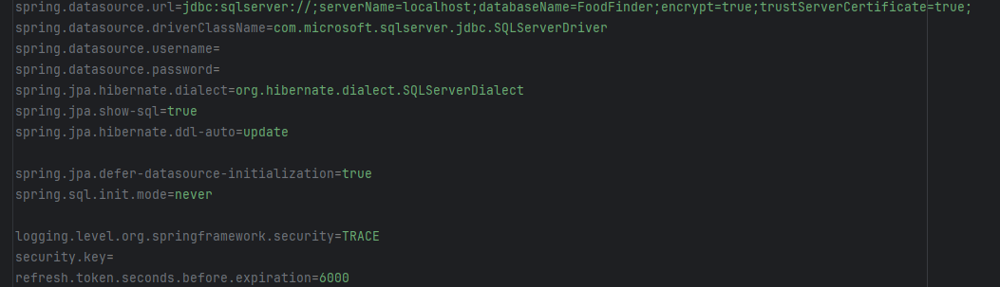 spring.datasource.url=jdbc:sqlserver://;serverName=localhost;databaseName=FoodFinder;encrypt=true;trustServerCertificate=true;
spring.datasource.driverClassName=com.microsoft.sqlserver.jdbc.SQLServerDriver
spring.datasource.username=
spring.datasource.password=
spring.jpa.hibernate.dialect=org.hibernate.dialect.SQLServerDialect
spring.jpa.show-sql=true
spring.jpa.hibernate.ddl-auto=update
spring.jpa.defer-datasource-initialization=true
spring.sql.init.mode=never
logging.level.org.springframework.security=TRACE
security.key=
refresh.token.seconds.before.expiration=6000